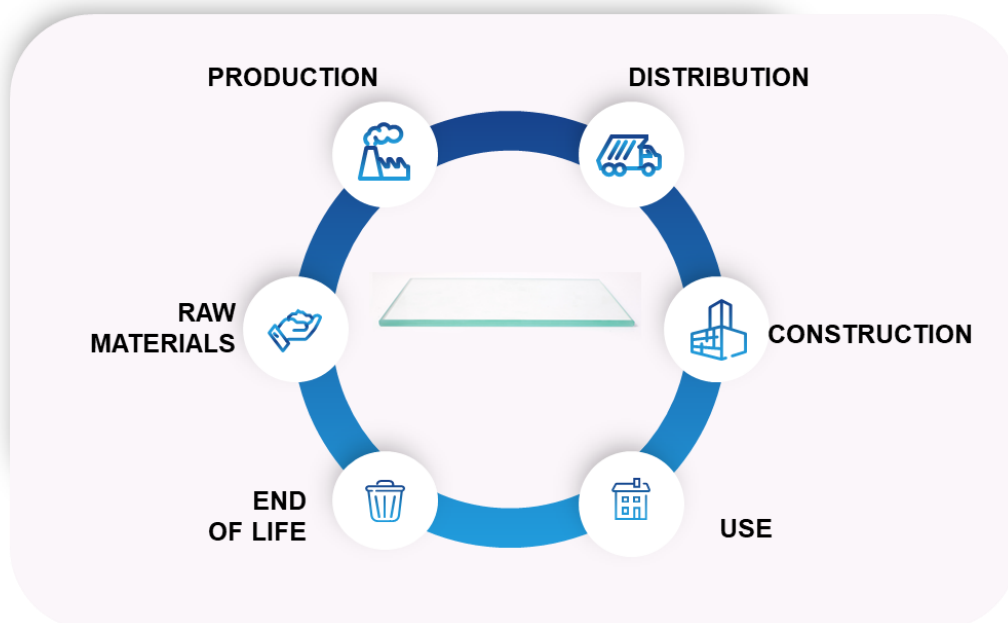 PRODUCTION
DISTRIBUTION
RAW
MATERIALS
CONSTRUCTION
END
OF LIFE
USE